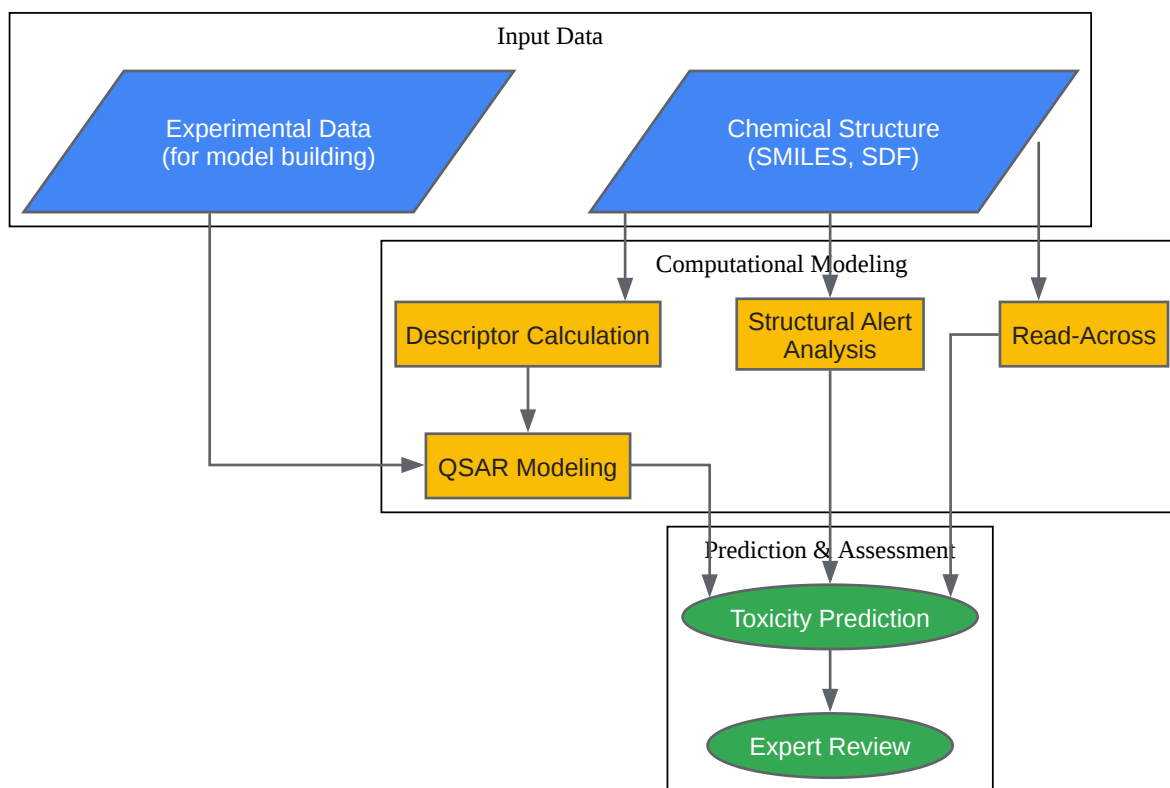 Input Data
Experimental Data
(for model building)
Chemical Structure
(SMILES, SDF)
Computational Modeling
Descriptor Calculation
Structural Alert
Analysis
Read-Across
QSAR Modeling
Prediction & Assessment
Toxicity Prediction
Expert Review